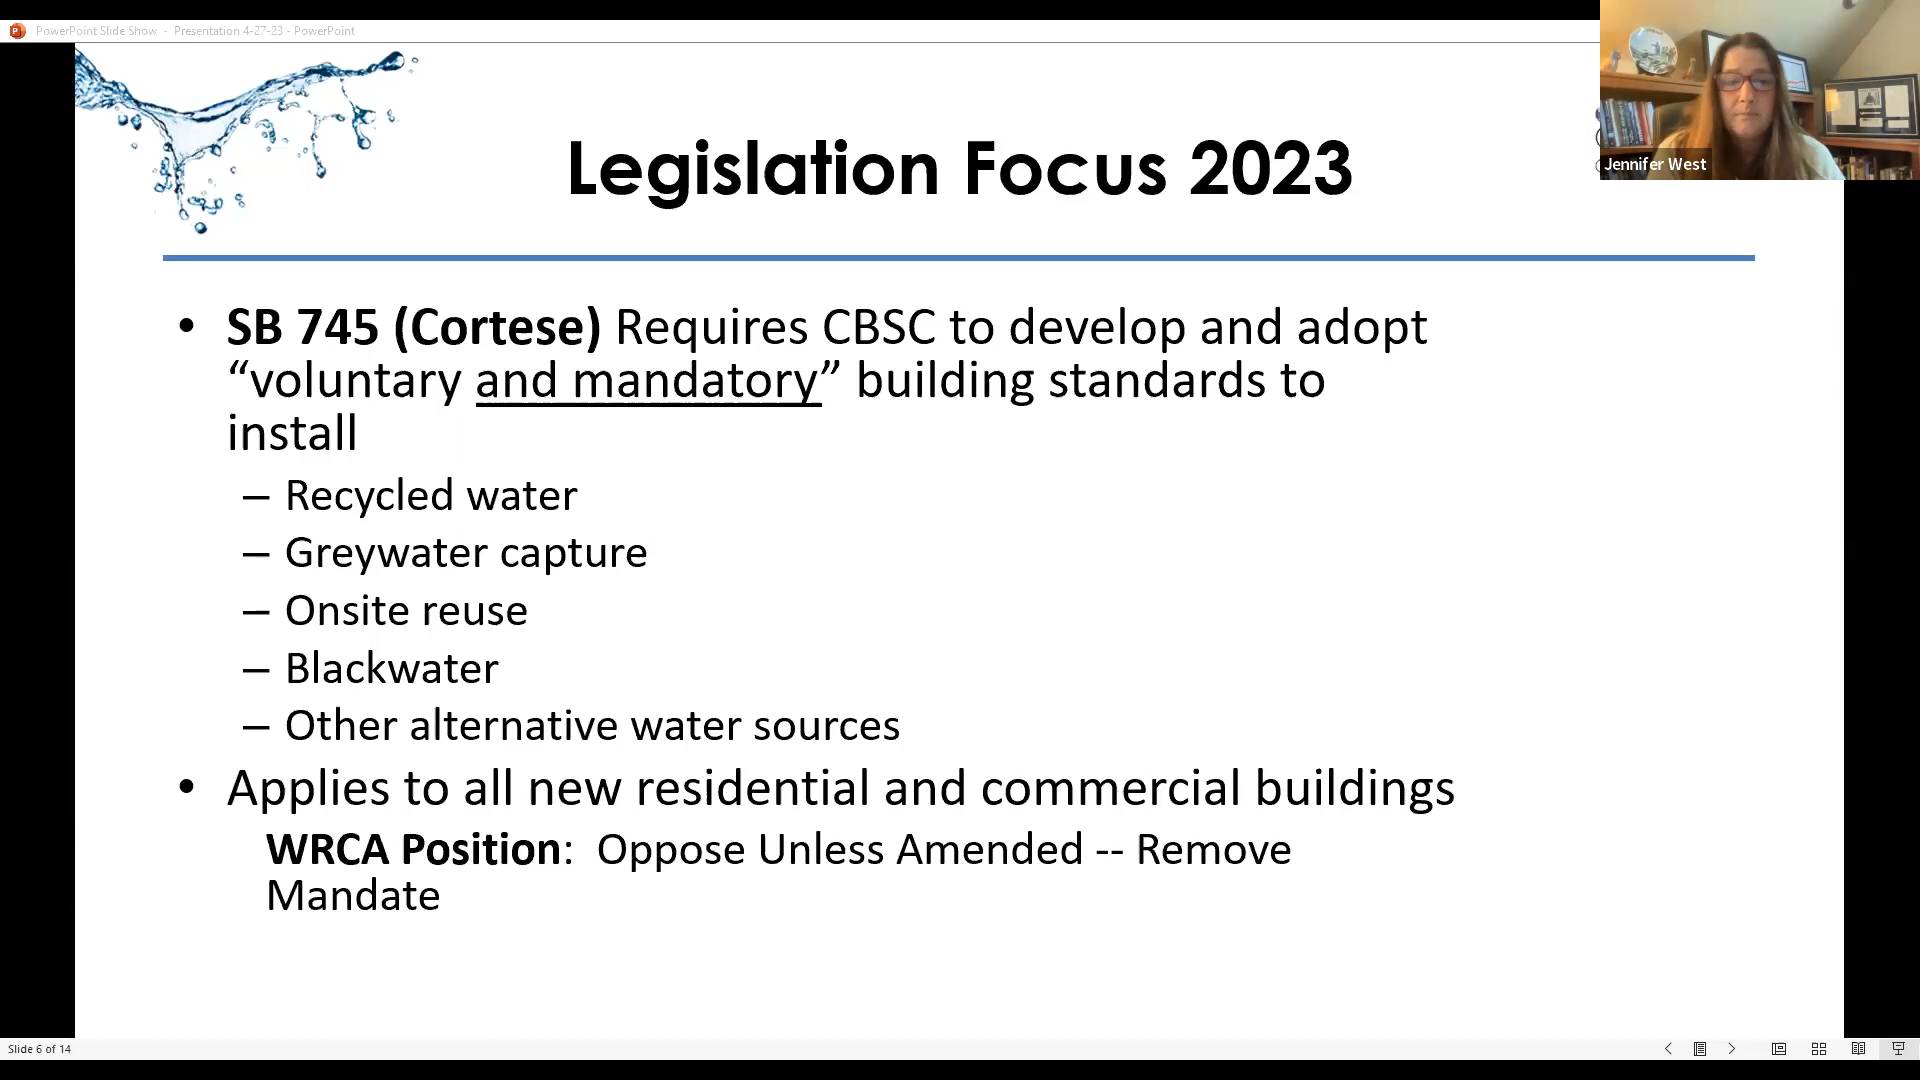 PowerPoint Slide Show - Presentation 4-27-23 - PowerPoint
Jennifer West
Legislation Focus 2023
• SB 745 (Cortese) Requires CBSC to develop and adopt
“voluntary and mandatory” building standards to
install
– Recycled water
– Greywater capture
– Onsite reuse
– Blackwater
– Other alternative water sources
• Applies to all new residential and commercial buildings
WRCA Position: Oppose Unless Amended -- Remove
Mandate
Slide 6 of 14